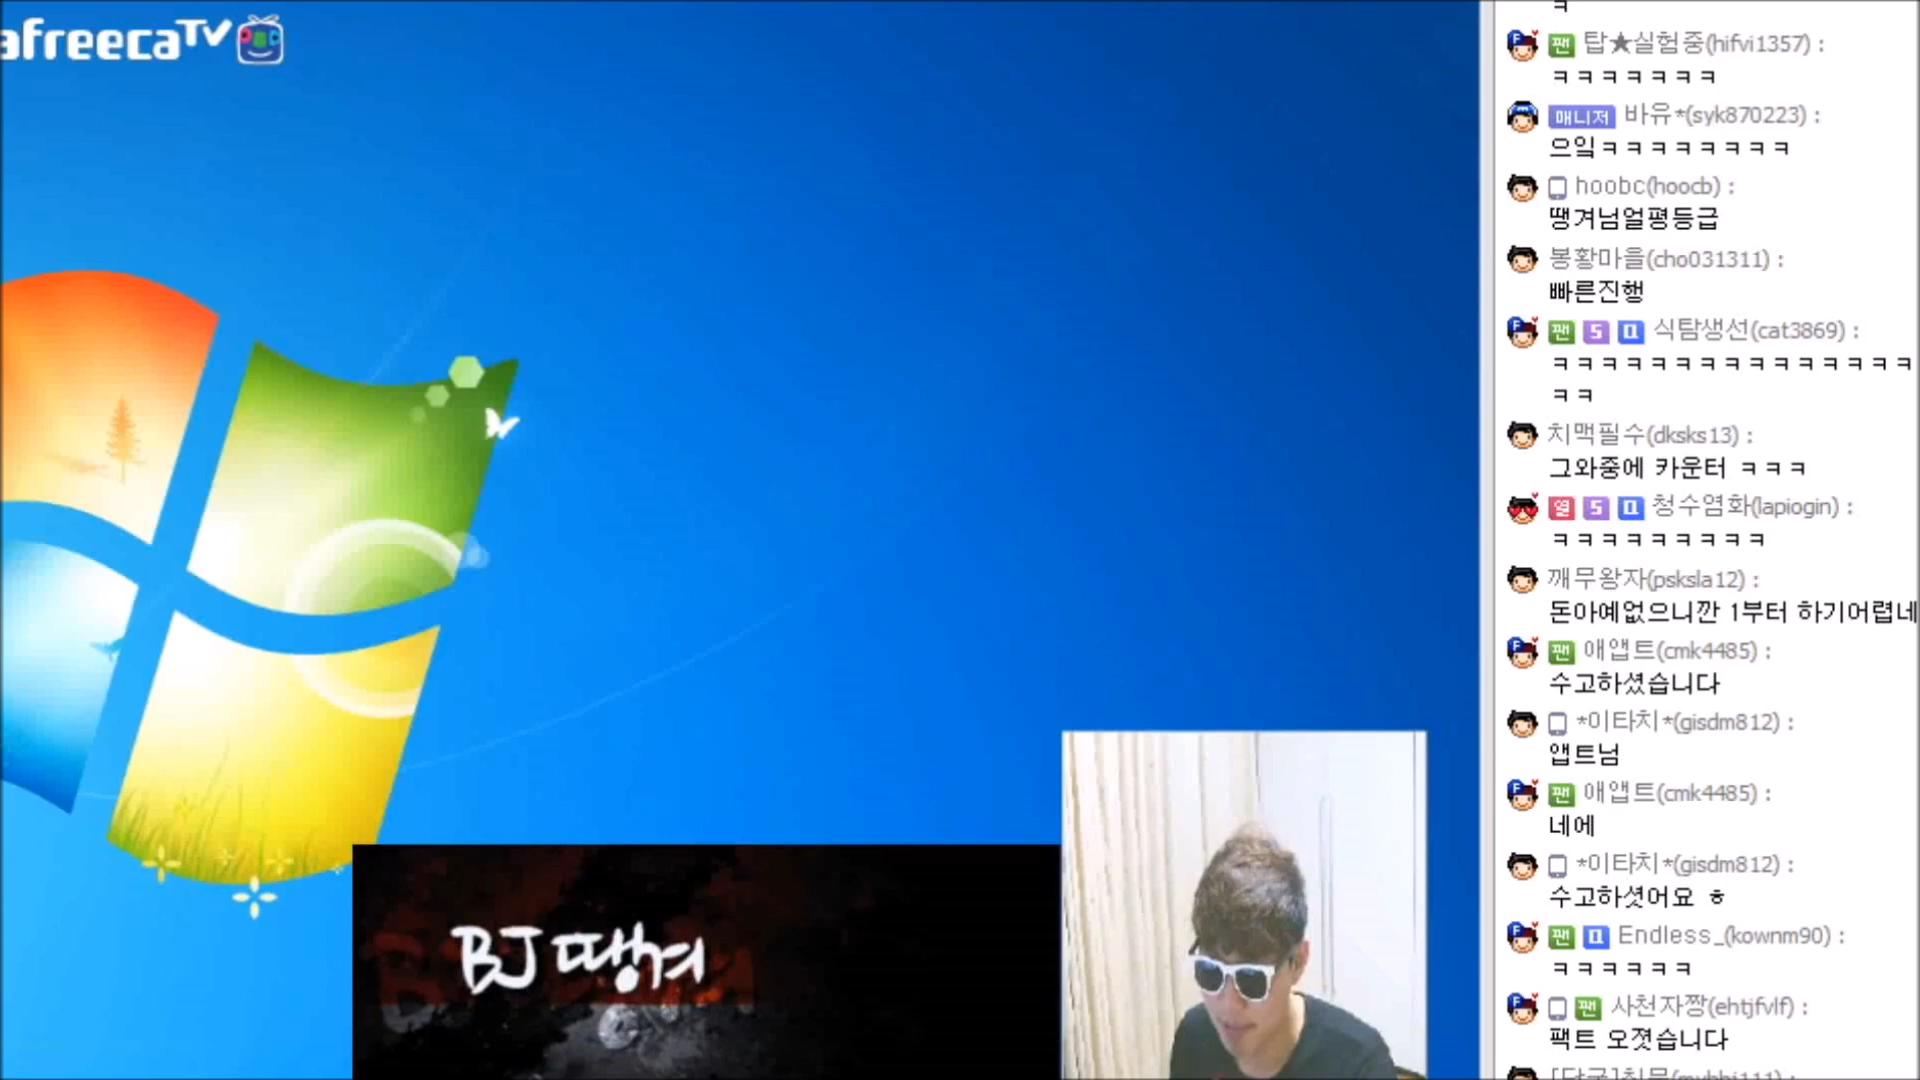 afreecaTV
ㅋ
팬 탑★실험중(hifvi1357) :
ㅋㅋㅋㅋㅋㅋㅋ
매니저 바유*(syk870223) :
으잌ㅋㅋㅋㅋㅋㅋㅋㅋ
hoobc(hoocb) :
땡겨님얼평등급
봉황마을(cho031311) :
빠른진행
팬 S 식탐생선(cat3869) :
ㅋㅋㅋㅋㅋㅋㅋㅋㅋㅋㅋㅋㅋㅋㅋ
ㅋㅋ
치맥필수(dksks13) :
그와중에 카운터 ㅋㅋㅋ
열 S 청수염화(lapiogin) :
ㅋㅋㅋㅋㅋㅋㅋㅋㅋ
깨무왕자(psksla12) :
돈아예없으니깐 1부터 하기어렵네
팬 애앱트(cmk4485) :
수고하셨습니다
*이타치*(gisdm812) :
앱트님
팬 애앱트(cmk4485) :
네에
*이타치*(gisdm812) :
수고하셧어요 ㅎ
팬 Endless_(kownm90) :
ㅋㅋㅋㅋㅋㅋ
팬 사천자짱(ehtjfvlf) :
팩트 오졋습니다
BJ 땡겨